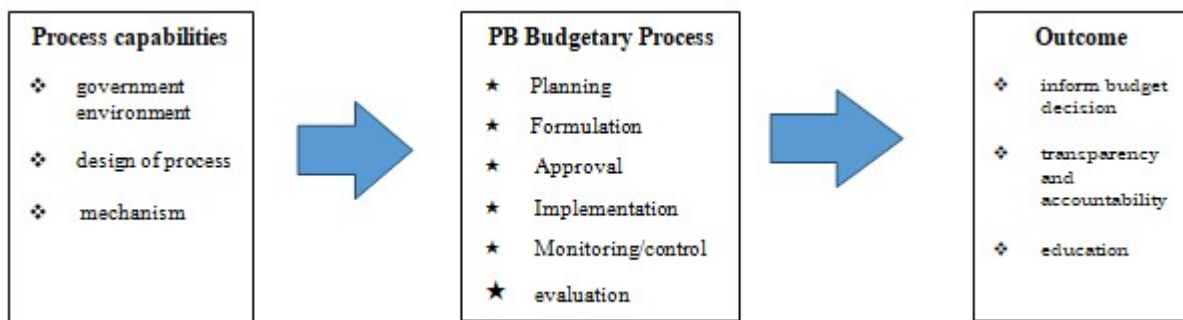 Process capabilities
❖ government
environment
❖ design of process
❖ mechanism
PB Budgetary Process
★ Planning
★ Formulation
★ Approval
★ Implementation
★ Monitoring/control
★ evaluation
Outcome
❖ inform budget
decision
❖ transparency
and
accountability
❖ education